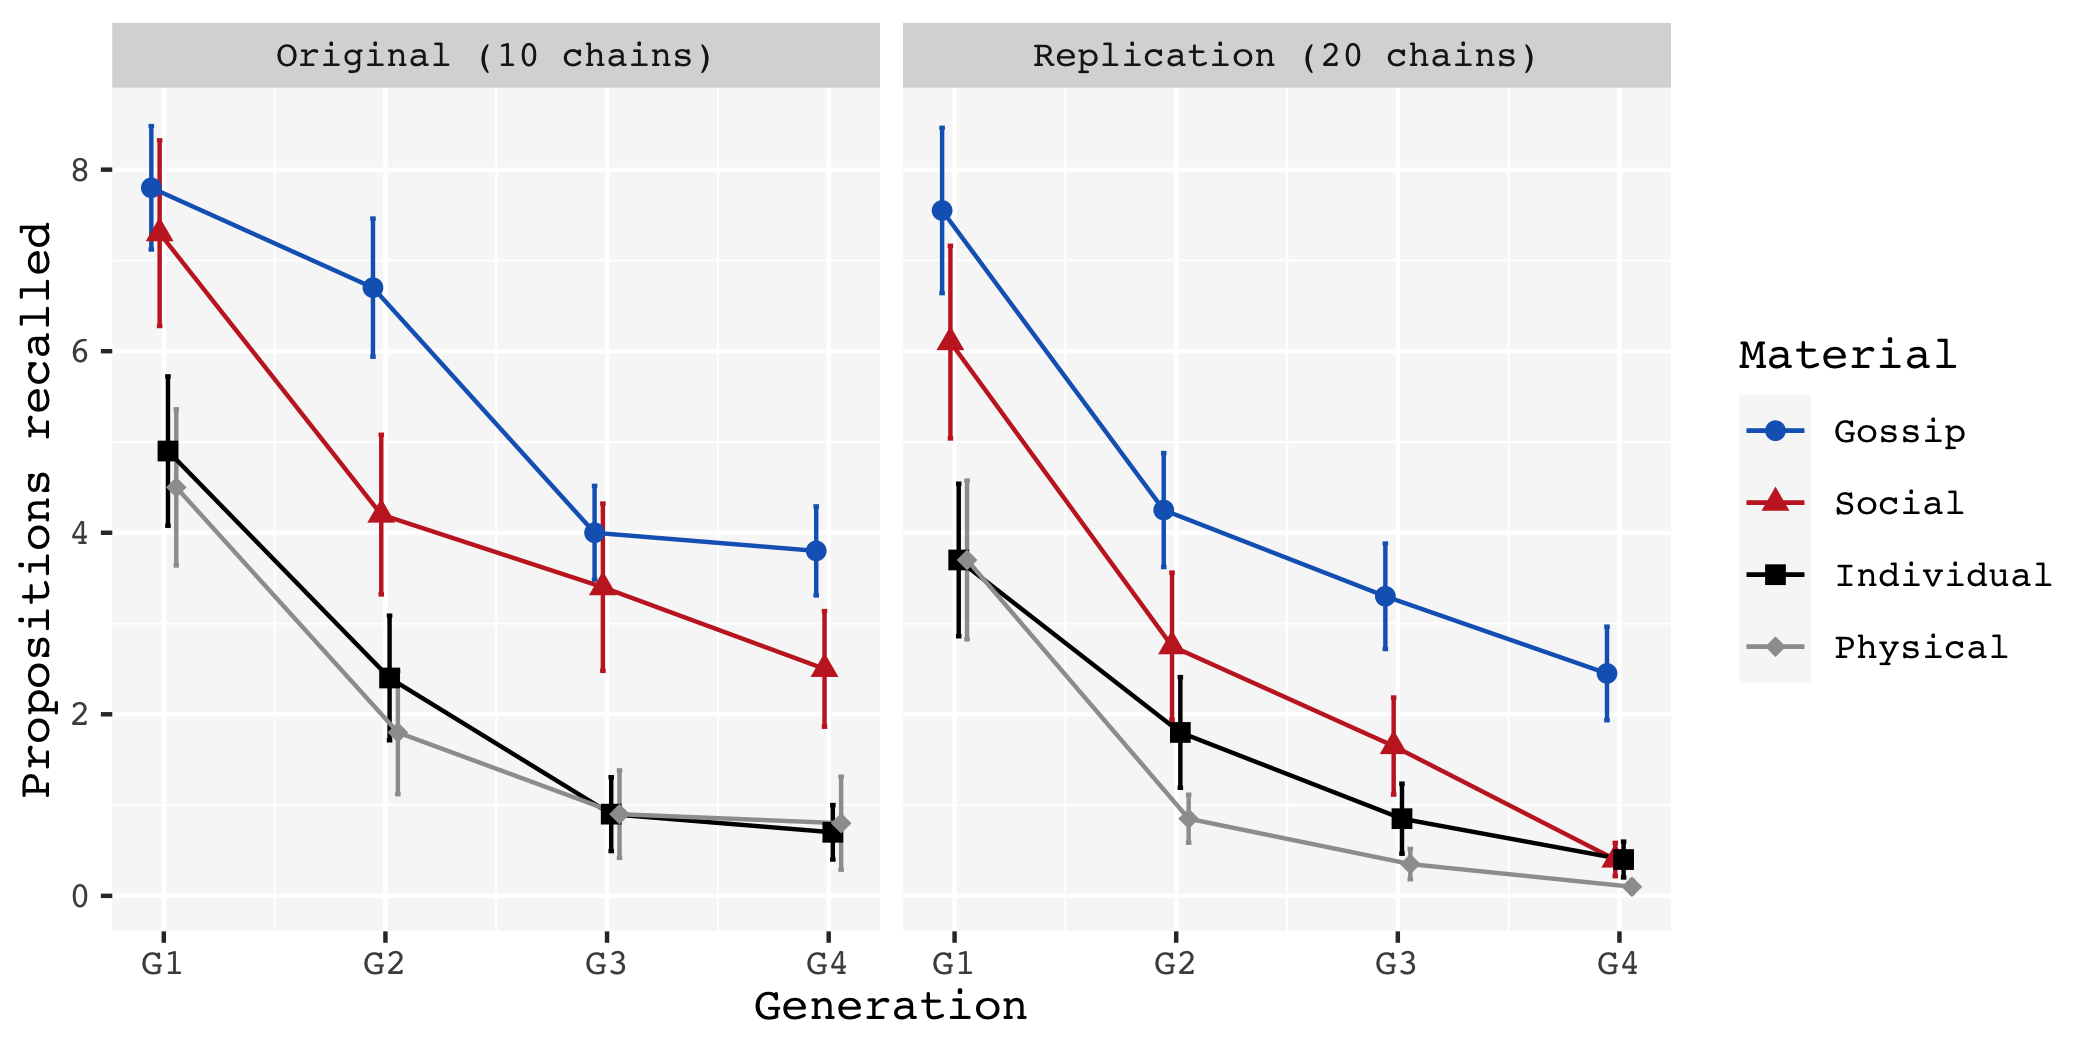 Original (10 chains)
Replication (20 chains)
Propositions recalled
8
6
4
2
0
G1 G2 G3 G4
G1 G2 G3 G4
Generation
Material
Gossip
Social
Individual
Physical